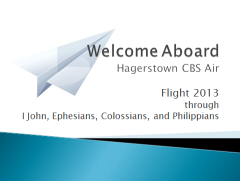 Welcome Aboard
Hagerstown CBS Air
Flight 2013
through
I John, Ephesians, Colossians, and Philippians